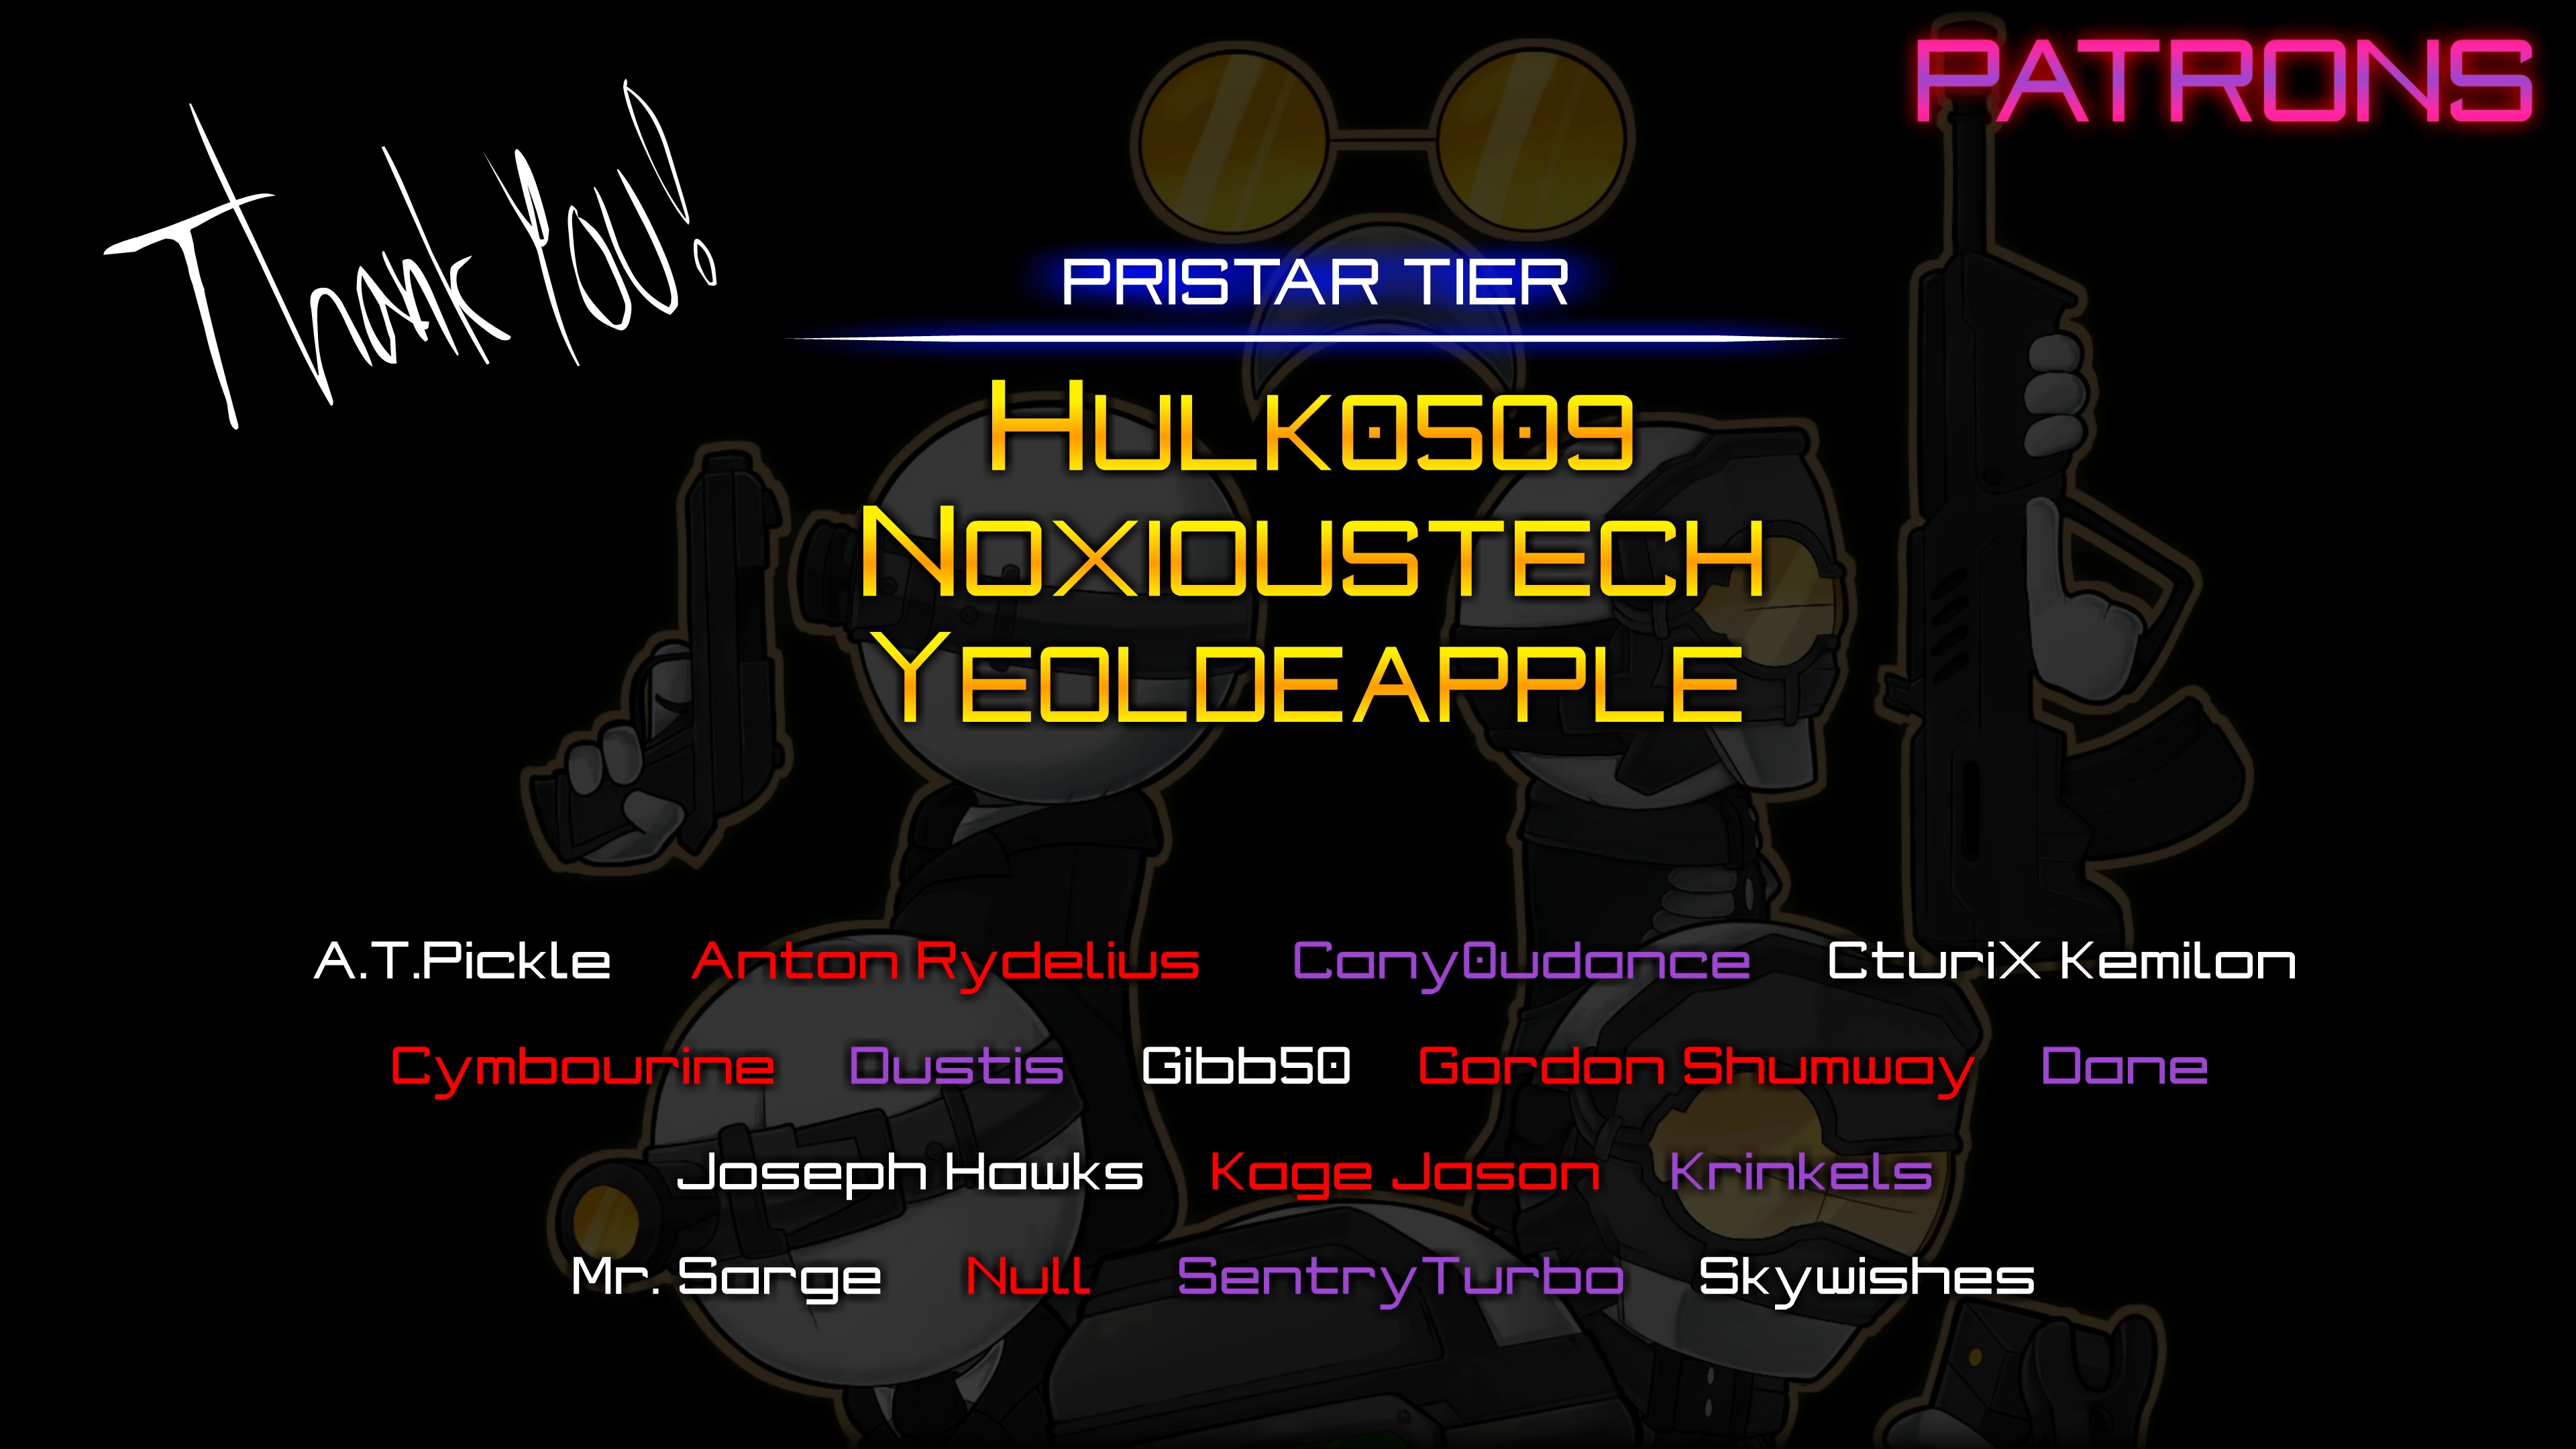 PATRONS
Thank You!
PRISTAR TIER
HULK0509
NOXIOUSTECH
YEOLDEAPPLE
A.T.Pickle Anton Rydelius Cany0udance CturiX Kemilon
Cymbourine Dustis Gibb50 Gordon Shumway Dane
Joseph Hawks Kage Jason Krinkels
Mr. Sarge Null SentryTurbo Skywishes